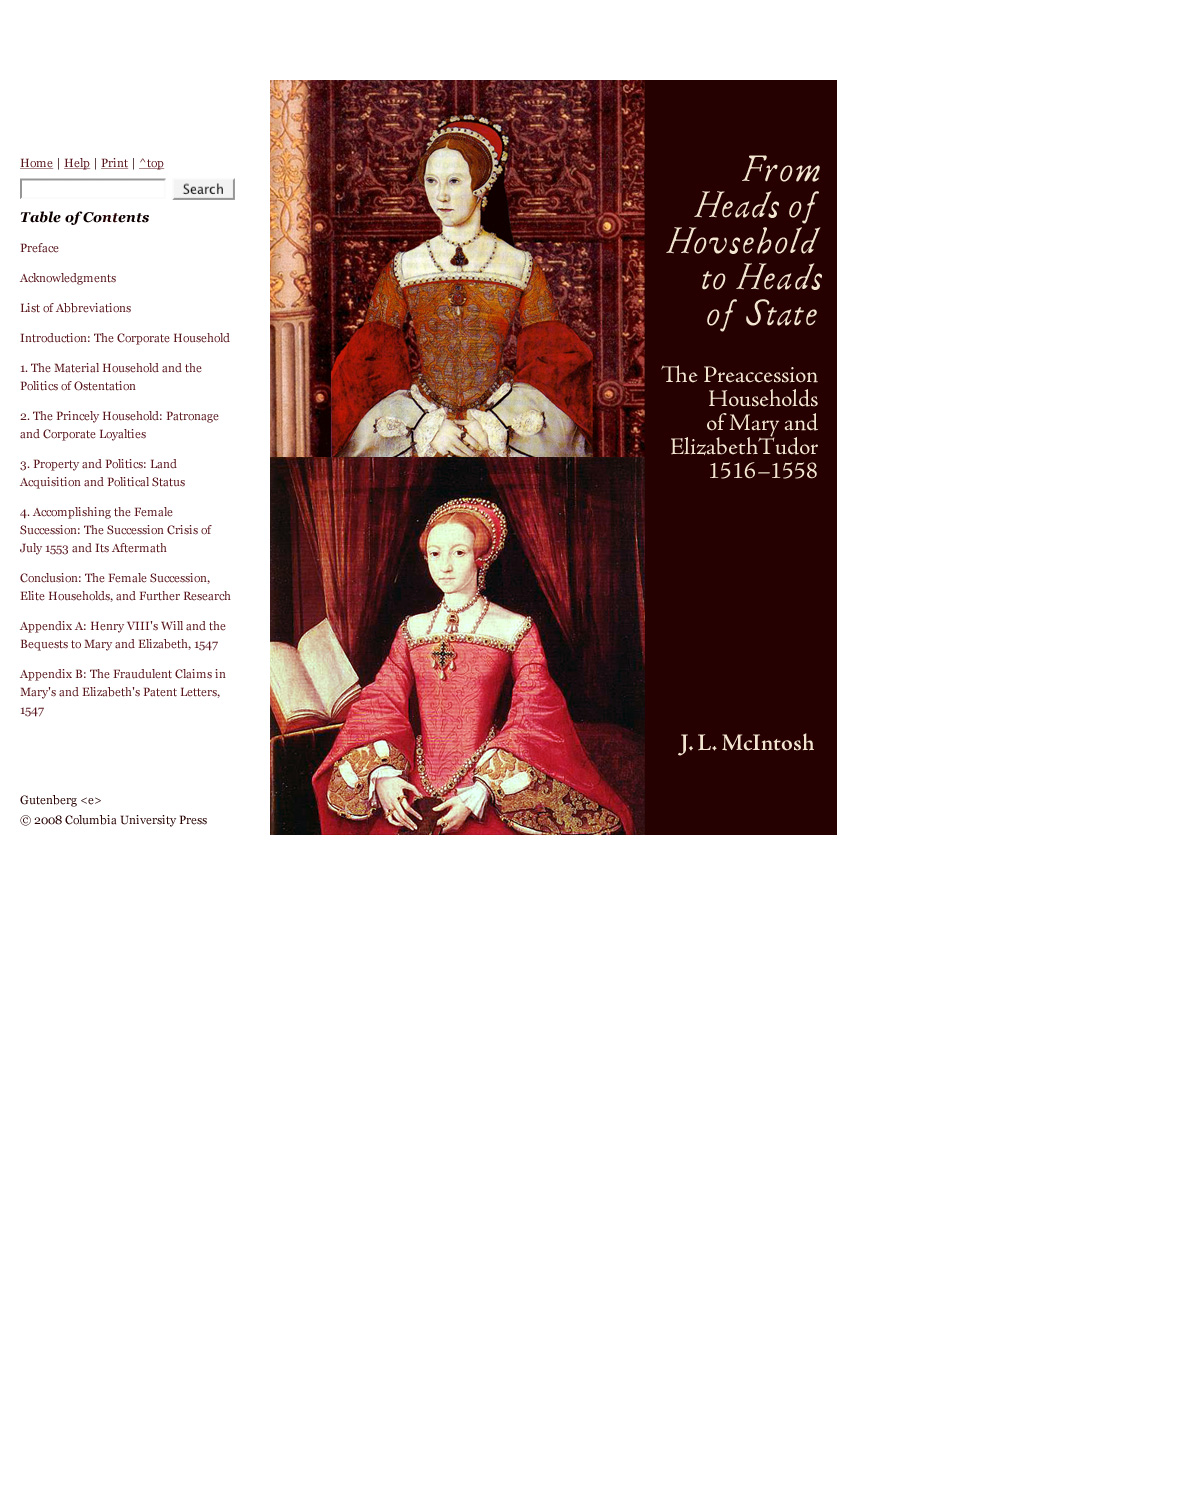 Home | Help | Print | ^top
Search
Table of Contents
Preface
Acknowledgments
List of Abbreviations
Introduction: The Corporate Household
1. The Material Household and the
Politics of Ostentation
2. The Princely Household: Patronage
and Corporate Loyalties
3. Property and Politics: Land
Acquisition and Political Status
4. Accomplishing the Female
Succession: The Succession Crisis of
July 1553 and Its Aftermath
Conclusion: The Female Succession,
Elite Households, and Further Research
Appendix A: Henry VIII's Will and the
Bequests to Mary and Elizabeth, 1547
Appendix B: The Fraudulent Claims in
Mary's and Elizabeth's Patent Letters,
1547
Gutenberg <e>
© 2008 Columbia University Press
From
Heads of
Hovsehold
to Heads
of State
The Preaccession
Households
of Mary and
ElizabethTudor
1516–1558
J. L. McIntosh